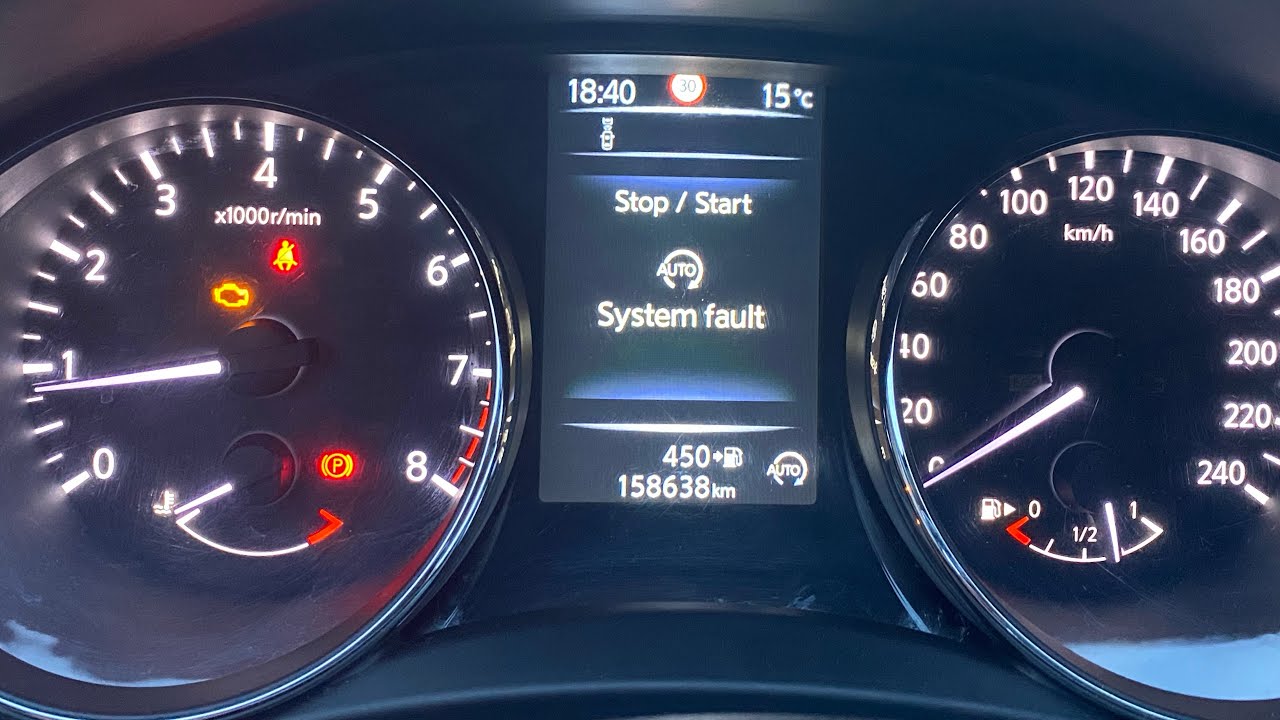 18:40 30 15°C
Stop / Start
AUTO
System fault
450
158638km AUTO
0 1 2 3 4 5 6 7 8
x1000r/min
P
0 20 40 60 80 100 120 140 160 180 200 220 240
km/h
0 1/2 1